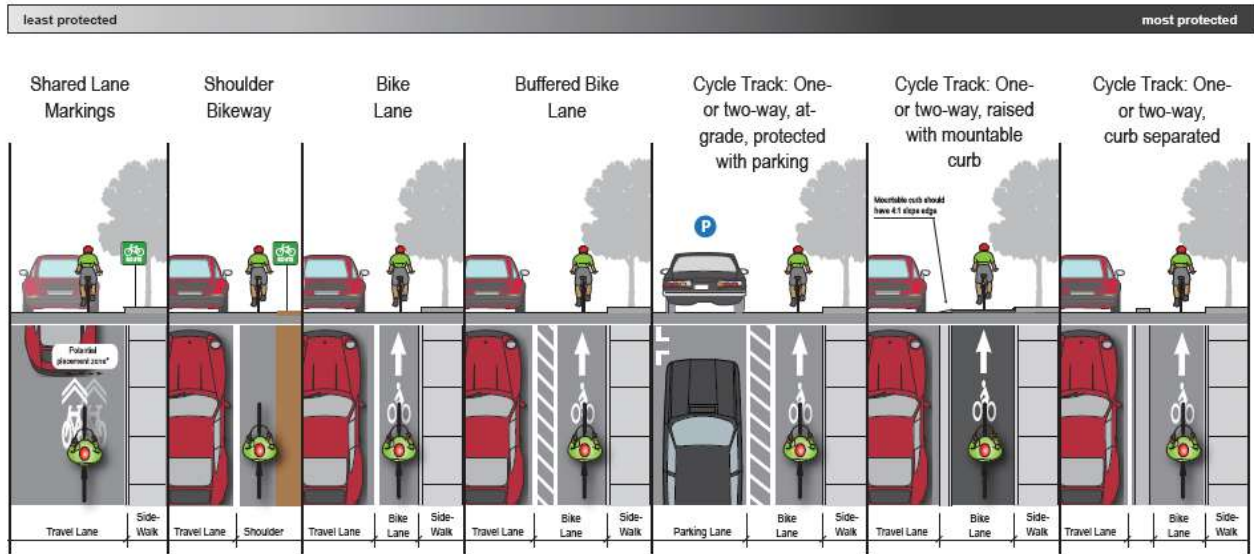 least protected
most protected
Shared Lane
Markings
Shoulder
Bikeway
Bike
Lane
Buffered Bike
Lane
Cycle Track: One-
or two-way, at-
grade, protected
with parking
Cycle Track: One-
or two-way, raised
with mountable
curb
Cycle Track: One-
or two-way,
curb separated
Mountable curb should
have 4:1 slope edge
P
Potential
placement zone*
Travel Lane
Side-
Walk
Travel Lane
Shoulder
Travel Lane
Bike
Lane
Side-
Walk
Travel Lane
Bike
Lane
Side-
Walk
Parking Lane
Bike
Lane
Side-
Walk
Travel Lane
Bike
Lane
Side-
Walk
Travel Lane
Bike
Lane
Side-
Walk